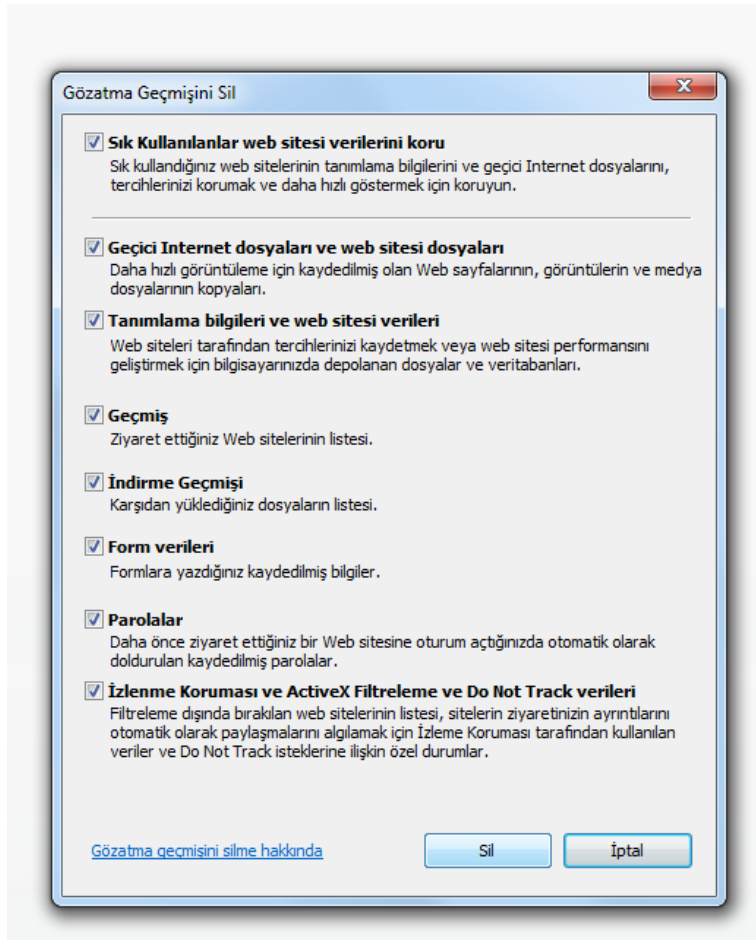 Gözatma Geçmişini Sil
Sık Kullanılanlar web sitesi verilerini koru
Sık kullandığınız web sitelerinin tanımlama bilgilerini ve geçici Internet dosyalarını,
tercihlerinizi korumak ve daha hızlı göstermek için koruyun.
Geçici Internet dosyaları ve web sitesi dosyaları
Daha hızlı görüntüleme için kaydedilmiş olan Web sayfalarının, görüntülerin ve medya
dosyalarının kopyaları.
Tanımlama bilgileri ve web sitesi verileri
Web siteleri tarafından tercihlerinizi kaydetmek veya web sitesi performansını
geliştirmek için bilgisayarınızda depolanan dosyalar ve veritabanları.
Geçmiş
Ziyaret ettiğiniz Web sitelerinin listesi.
İndirme Geçmişi
Karşıdan yüklediğiniz dosyaların listesi.
Form verileri
Formlara yazdığınız kaydedilmiş bilgiler.
Parolalar
Daha önce ziyaret ettiğiniz bir Web sitesine oturum açtığınızda otomatik olarak
doldurulan kaydedilmiş parolalar.
İzlenme Koruması ve ActiveX Filtreleme ve Do Not Track verileri
Filtreleme dışında bırakılan web sitelerinin listesi, sitelerin ziyaretinizin ayrıntılarını
otomatik olarak paylaşmalarını algılamak için İzleme Koruması tarafından kullanılan
veriler ve Do Not Track isteklerine ilişkin özel durumlar.
Gözatma geçmişini silme hakkında
Sil
İptal